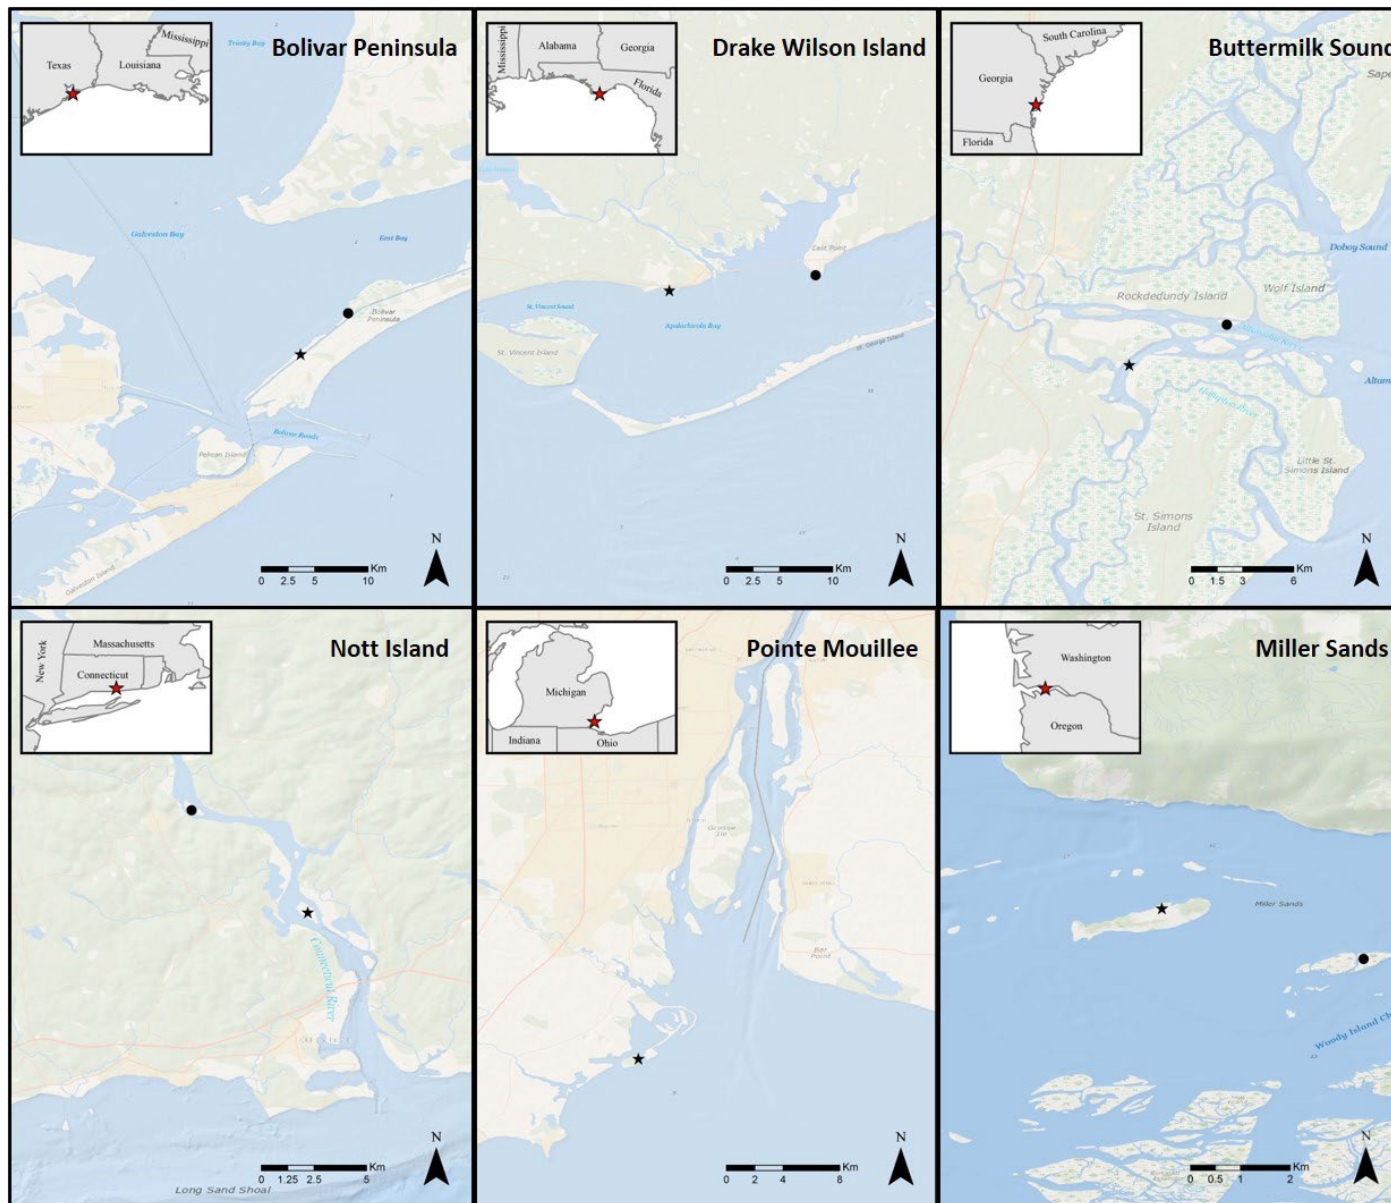 Bolivar Peninsula
Trinity Bay
Mississippi
Texas
Louisiana
Galveston Bay
East Bay
Bolivar
Peninsula
Bolivar Roads
Pelican Island
Galveston Island
N
0 2.5 5 10
Km
Drake Wilson Island
Mississippi
Alabama
Georgia
Florida
East Point
St. Vincent Sound
Apalachicola Bay
St. Vincent Island
St. George Island
N
0 2.5 5 10
Km
Buttermilk Sound
South Carolina
Georgia
Florida
Sape
Doboy Sound
Wolf Island
Rockdedundy Island
Altamaha River
Altam
Hampton River
Little St.
Simons Island
St. Simons
Island
N
0 1.5 3 6
Km
Nott Island
New York
Massachusetts
Connecticut
Connecticut River
Long Sand Shoal
N
0 1.25 2.5 5
Km
Pointe Mouillee
Michigan
Indiana
Ohio
Grosse
Ile
Bar
Point
N
0 2 4 8
Km
Miller Sands
Washington
Oregon
Miller Sands
Woody Island Ch
N
0 0.5 1 2
Km